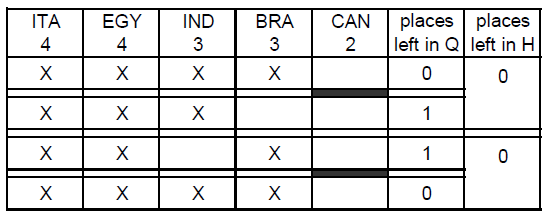 ITA EGY IND BRA CAN places places
4 4 3 3 2 left in Q left in H
X X X X 0 0
X X X 1
X X X 1 0
X X X X 0